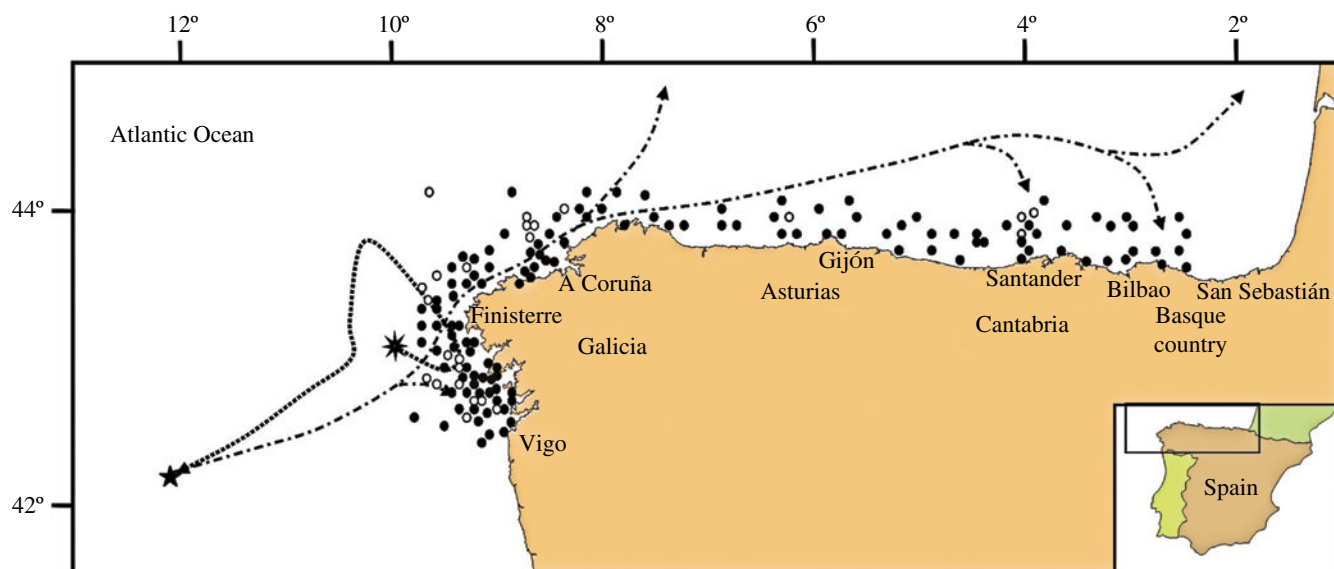 12º 10º 8º 6º 4º 2º
Atlantic Ocean
44º
Gijón
A Coruña
Santander
Bilbao
San Sebastián
Asturias
Finisterre
Cantabria
Basque
country
Galicia
Vigo
Spain
42º